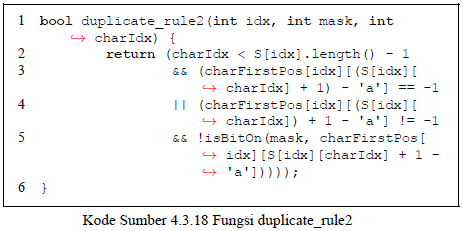 1 bool duplicate_rule2(int idx, int mask, int
↪ charIdx) {
2 return (charIdx < S[idx].length() - 1
3 && (charFirstPos[idx][(S[idx][
↪ charIdx] + 1) - 'a'] == -1
4 || (charFirstPos[idx][(S[idx][
↪ charIdx]) + 1 - 'a'] != -1
5 && !isBitOn(mask, charFirstPos[
↪ idx][S[idx][charIdx] + 1 -
↪ 'a']))));
6 }
Kode Sumber 4.3.18 Fungsi duplicate_rule2